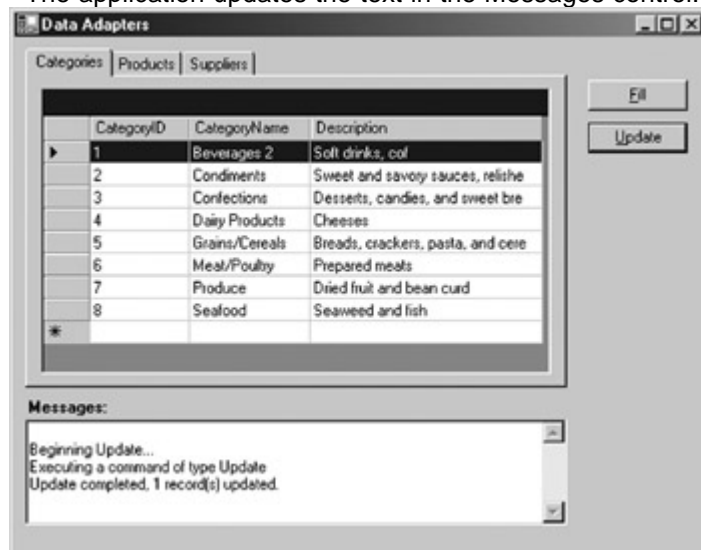 The application updates the text in the Messages control.
Data Adapters
Categories Products Suppliers
Fill
Update
CategoryID CategoryName Description
1 Beverages 2 Soft drinks, cof
2 Condiments Sweet and savory sauces, relishe
3 Confections Desserts, candies, and sweet bre
4 Dairy Products Cheeses
5 Grains/Cereals Breads, crackers, pasta, and cere
6 Meat/Poultry Prepared meats
7 Produce Dried fruit and bean curd
8 Seafood Seaweed and fish
Messages:
Beginning Update...
Executing a command of type Update
Update completed, 1 record(s) updated.